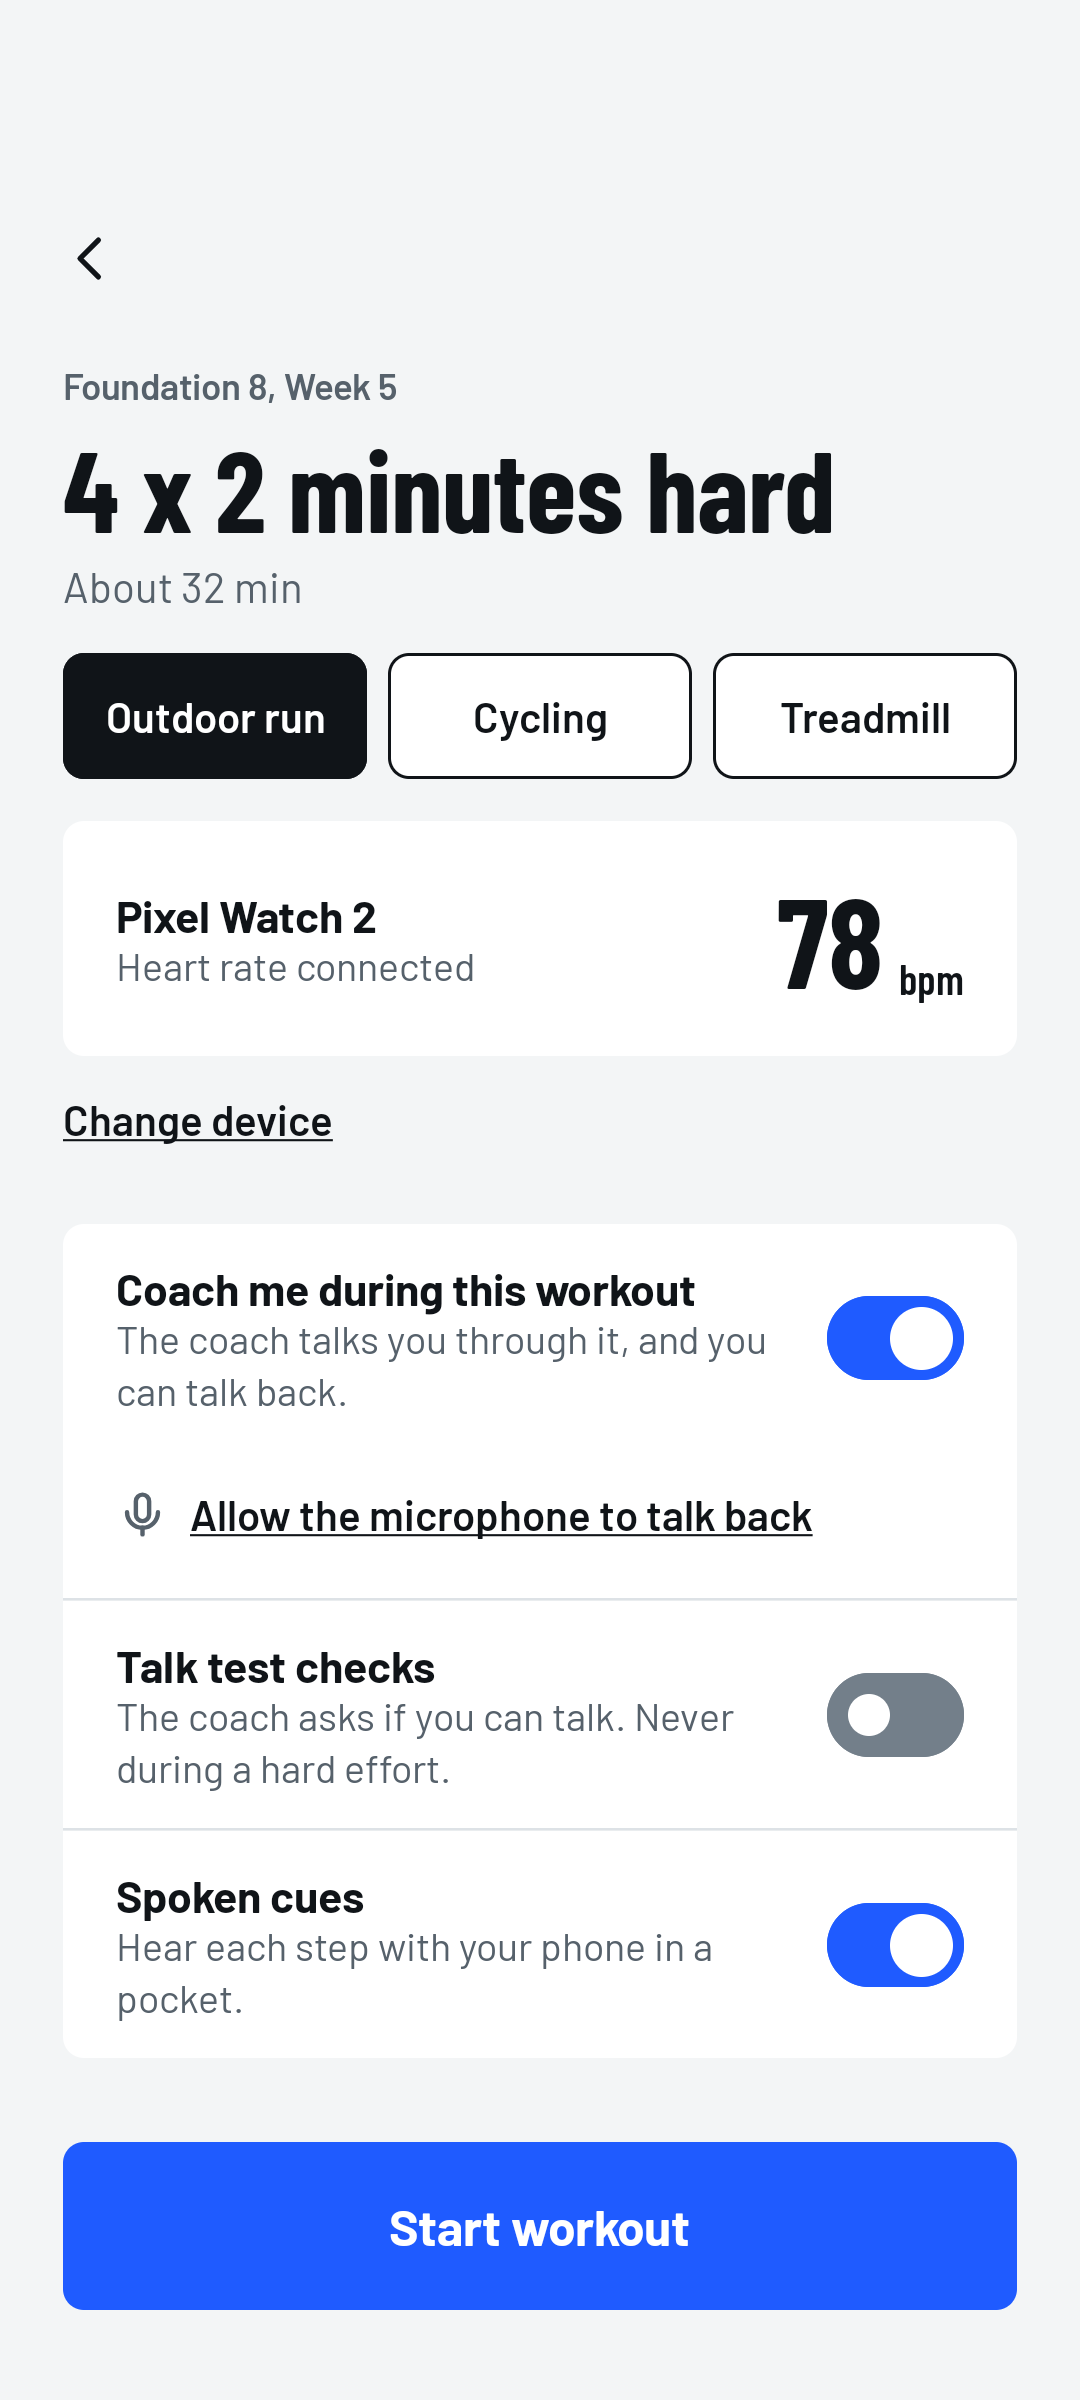 Foundation 8, Week 5
4 x 2 minutes hard
About 32 min
Outdoor run
Cycling
Treadmill
Pixel Watch 2
Heart rate connected
78 bpm
Change device
Coach me during this workout
The coach talks you through it, and you
can talk back.
Allow the microphone to talk back
Talk test checks
The coach asks if you can talk. Never
during a hard effort.
Spoken cues
Hear each step with your phone in a
pocket.
Start workout